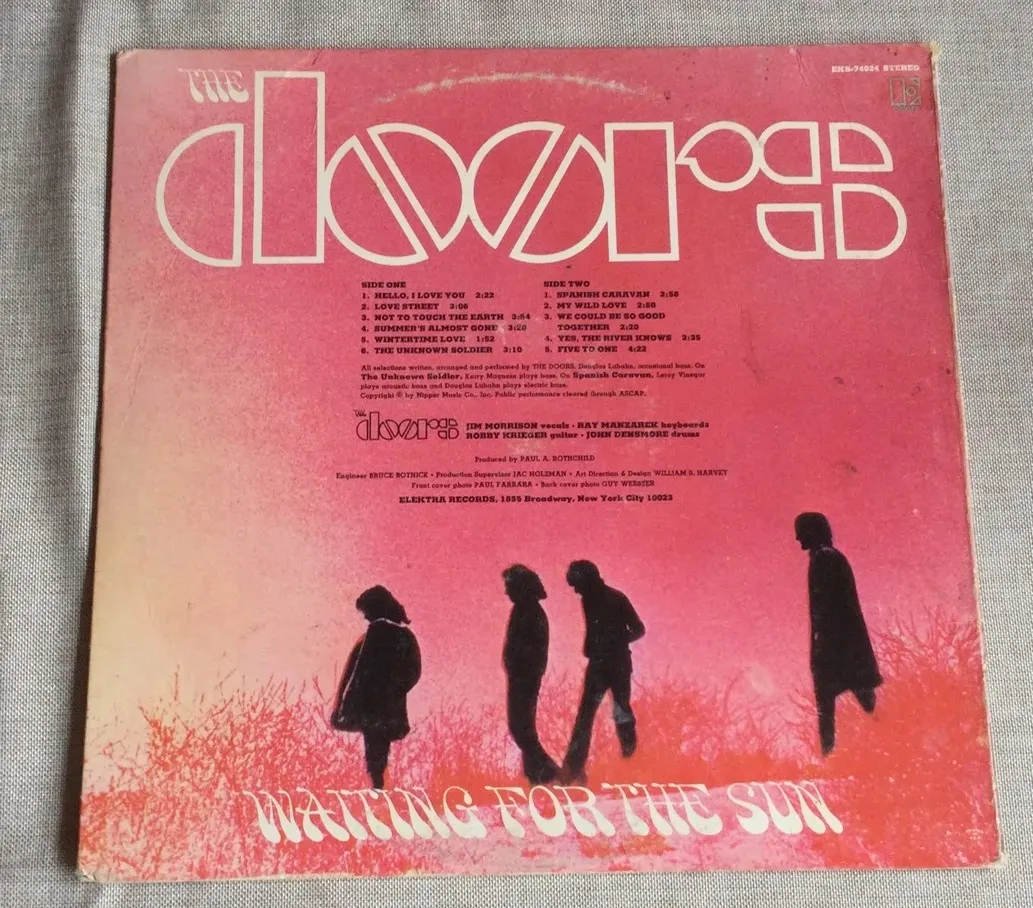 THE
doors
EKS-74024 STEREO
SIDE ONE
1. HELLO, I LOVE YOU 2:22
2. LOVE STREET 3:06
3. NOT TO TOUCH THE EARTH 3:54
4. SUMMER'S ALMOST GONE 3:20
5. WINTERTIME LOVE 1:52
6. THE UNKNOWN SOLDIER 3:10
SIDE TWO
1. SPANISH CARAVAN 2:58
2. MY WILD LOVE 2:50
3. WE COULD BE SO GOOD
TOGETHER 2:20
4. YES, THE RIVER KNOWS 2:35
5. FIVE TO ONE 4:22
All selections written, arranged and performed by THE DOORS. Douglas Lubahn, occasional bass. On
The Unknown Soldier, Kerry Magness plays bass. On Spanish Caravan, Leroy Vinegar
plays acoustic bass and Douglas Lubahn plays electric bass.
Copyright © by Nipper Music Co., Inc. Public performance cleared through ASCAP.
THE
doors
JIM MORRISON vocals • RAY MANZAREK keyboards
ROBBY KRIEGER guitar • JOHN DENSMORE drums
Produced by PAUL A. ROTHCHILD
Engineer BRUCE BOTNICK • Production Supervisor JAC HOLZMAN • Art Direction & Design WILLIAM S. HARVEY
Front cover photo PAUL FERRARA • Back cover photo GUY WEBSTER
ELEKTRA RECORDS, 1855 Broadway, New York City 10023
WAITING FOR THE SUN